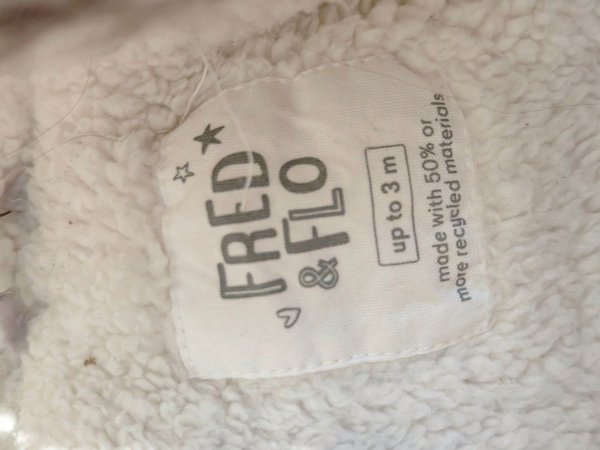 FRED
& FLO
up to 3 m
made with 50% or
more recycled materials